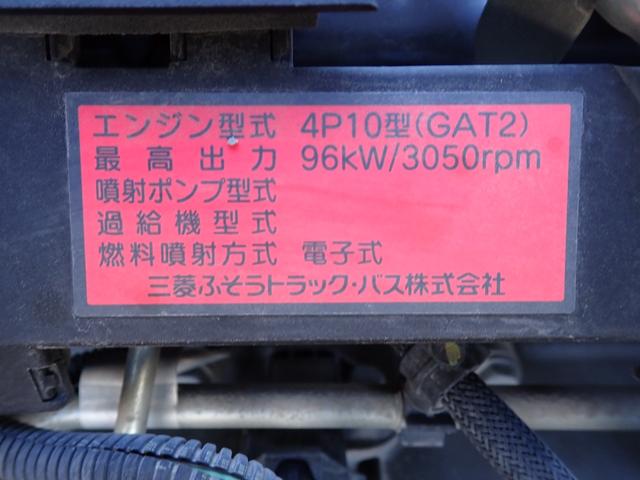 エンジン型式 4P10型(GAT2)
最高出力 96kW/3050rpm
噴射ポンプ型式
過給機型式
燃料噴射方式 電子式
三菱ふそうトラック・バス株式会社